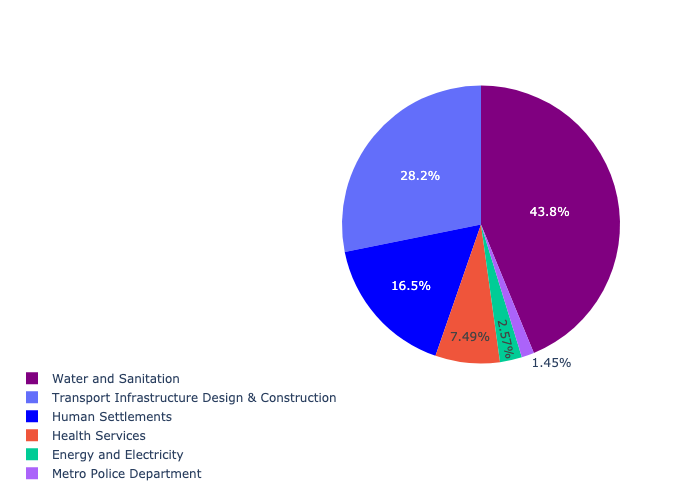 28.2%
43.8%
16.5%
7.49%
2.57%
1.45%
Water and Sanitation
Transport Infrastructure Design & Construction
Human Settlements
Health Services
Energy and Electricity
Metro Police Department